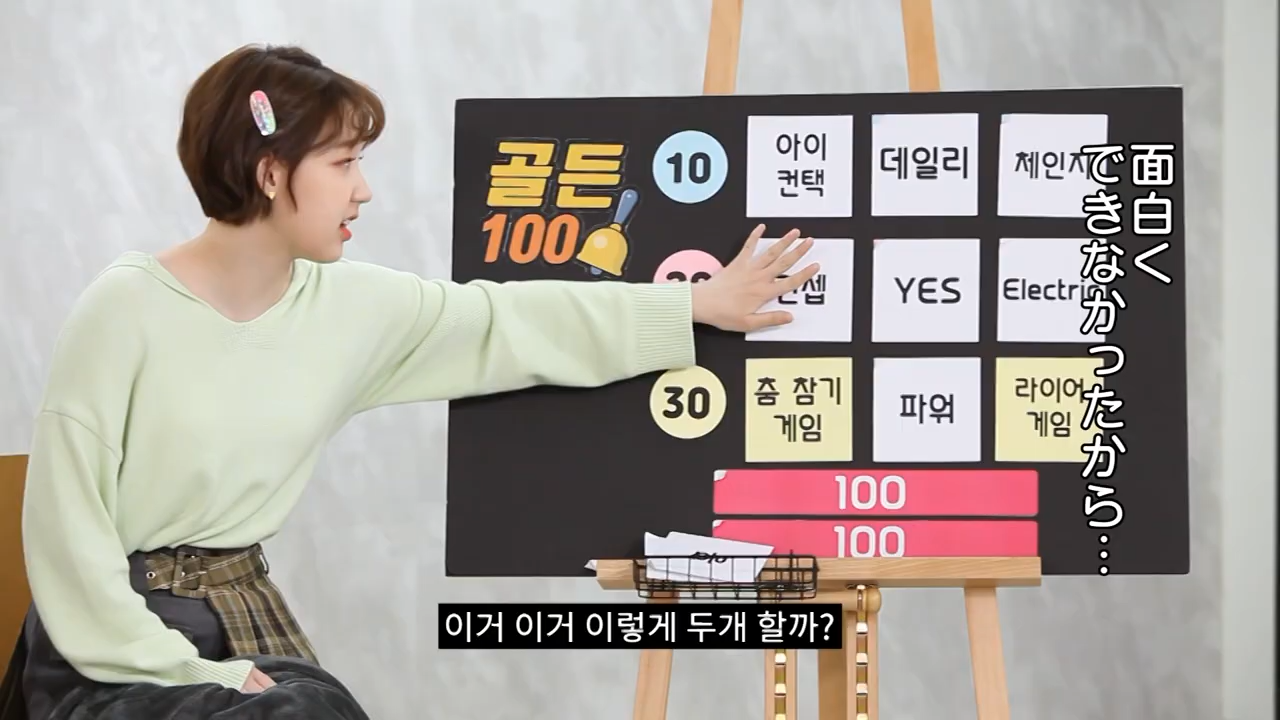 골든
100
10
아이
컨택
데일리
체인지
YES
Electric
30
춤 참기
게임
파워
라이어
게임
100
100
面白く
できなかったから…
이거 이거 이렇게 두개 할까?